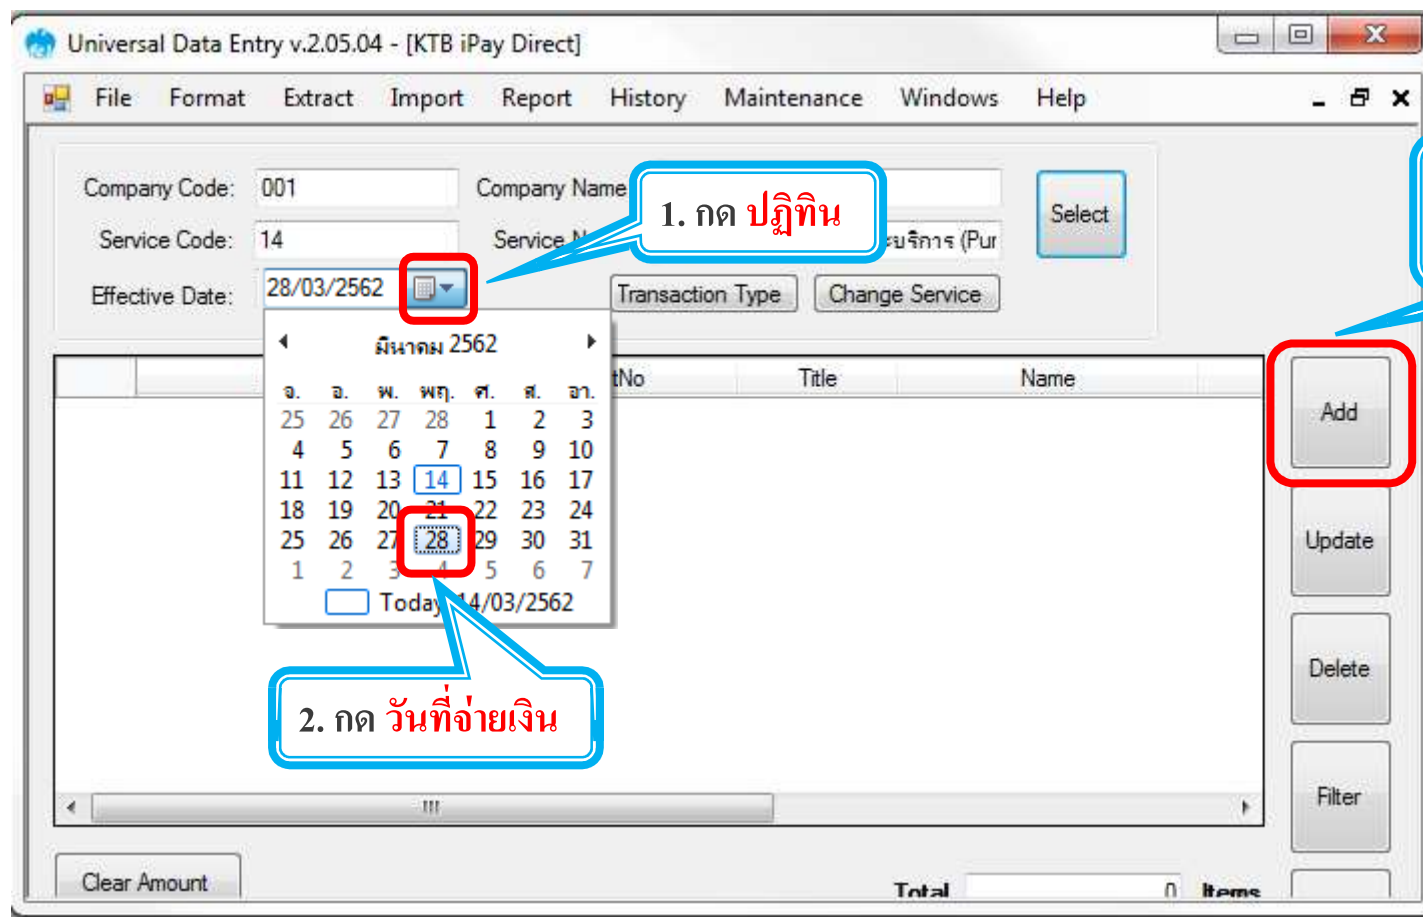 Universal Data Entry v.2.05.04 - [KTB iPay Direct]
File Format Extract Import Report History Maintenance Windows Help
Company Code: 001 Company Name
Select
Service Code: 14 Service ะบริการ (Pur
Effective Date: 28/03/2562 Transaction Type Change Service
1. กด ปฏิทิน
มีนาคม 2562
จ. อ. พ. พฤ. ศ. ส. อา.
25 26 27 28 1 2 3
4 5 6 7 8 9 10
11 12 13 14 15 16 17
18 19 20 21 22 23 24
25 26 27 28 29 30 31
1 2 3 4 5 6 7
Today 14/03/2562
tNo Title Name
2. กด วันที่จ่ายเงิน
Add
Update
Delete
Filter
Clear Amount
Total 0 Items